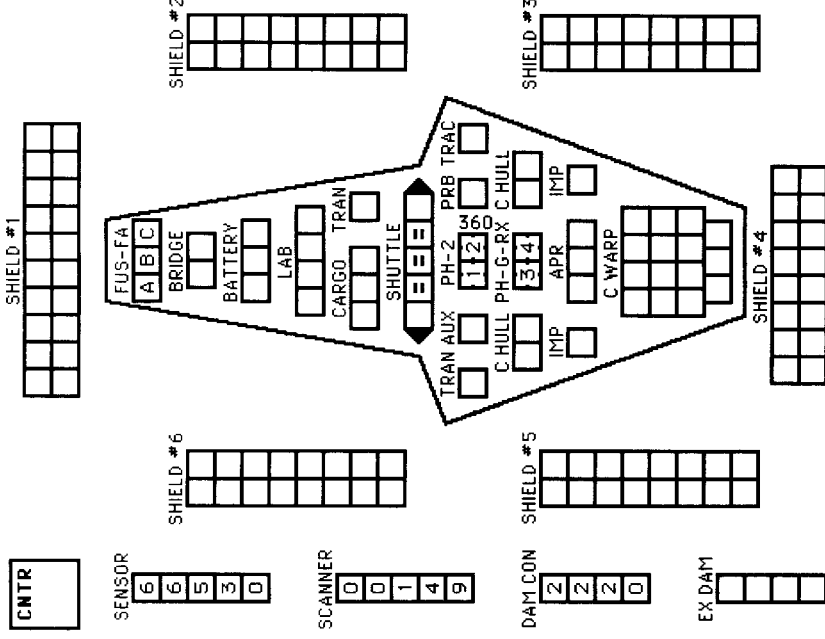 SHIELD #2
SHIELD #3
SHIELD #1
FUS-FA
A B C
BRIDGE
BATTERY
LAB
CARGO
TRAN
SHUTTLE
= = =
TRAN AUX
PH-2
360
1 2
PH-G-RX
3 4
PRB TRAC
C HULL
C HULL
IMP
APR
IMP
C WARP
SHIELD #4
SHIELD #6
SHIELD #5
CNTR
SENSOR
6 6 5 3 0
SCANNER
0 0 1 4 9
DAM CON
2 2 2 0
EX DAM